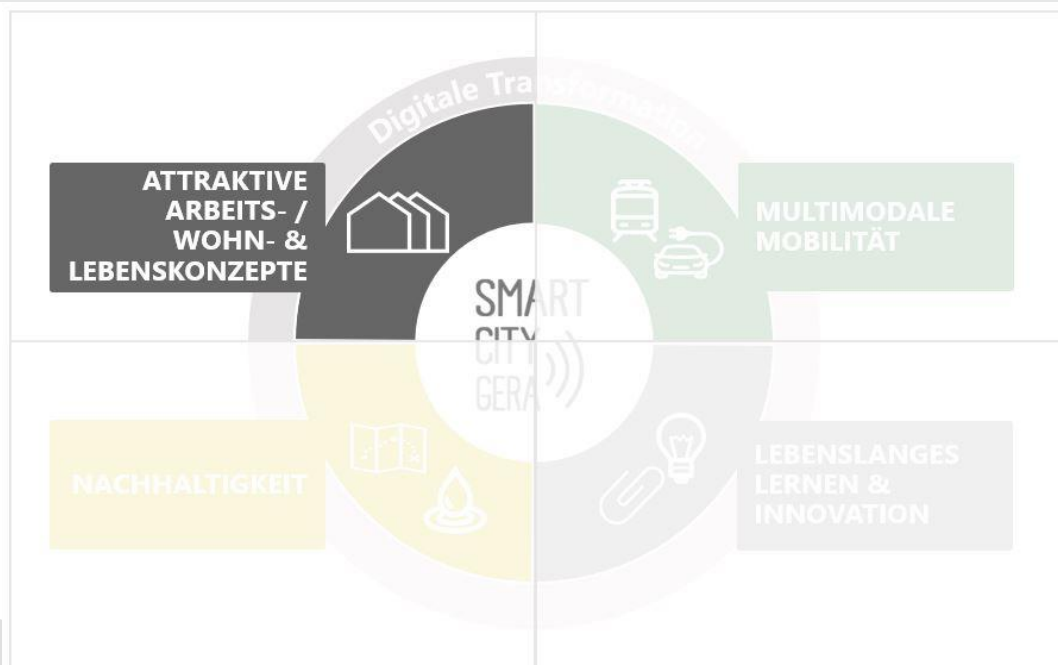 Digitale Transformation
ATTRAKTIVE
ARBEITS- /
WOHN- &
LEBENSKONZEPTE
MULTIMODALE
MOBILITÄT
SMART
CITY
GERA
NACHHALTIGKEIT
LEBENSLANGES
LERNEN &
INNOVATION